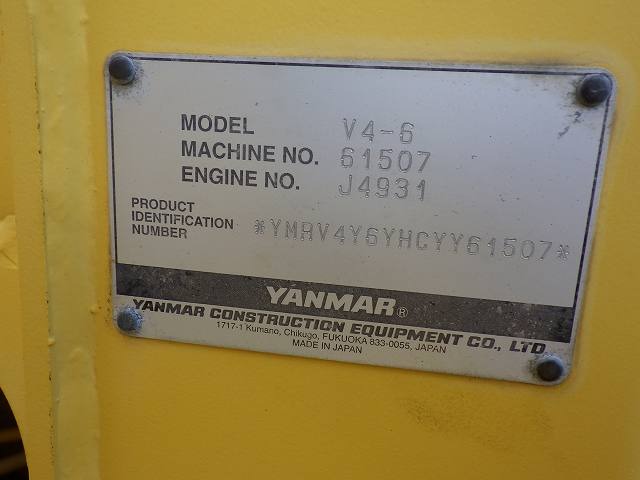 MODEL V4-6
MACHINE NO. 61507
ENGINE NO. J4931
PRODUCT
IDENTIFICATION
NUMBER *YMRV4Y6YHCYY61507*
YANMAR®
YANMAR CONSTRUCTION EQUIPMENT CO., LTD.
1717-1 Kumano, Chikugo, FUKUOKA 833-0055, JAPAN
MADE IN JAPAN